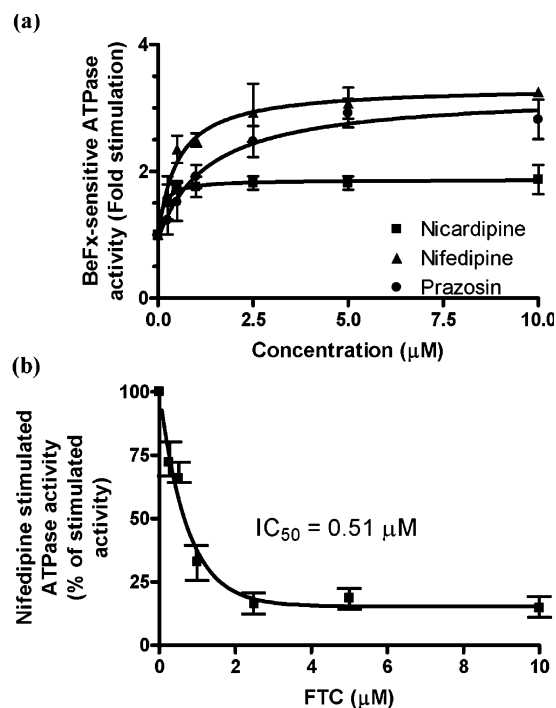 (a)
BeFx-sensitive ATPase
activity (Fold stimulation)
4
3
2
1
0.0
2.5
5.0
7.5
10.0
Nicardipine
Nifedipine
Prazosin
Concentration (μM)
(b)
Nifedipine stimulated
ATPase activity
(% of stimulated
activity)
100
75
50
25
0
IC50 = 0.51 μM
0
2
4
6
8
10
FTC (μM)